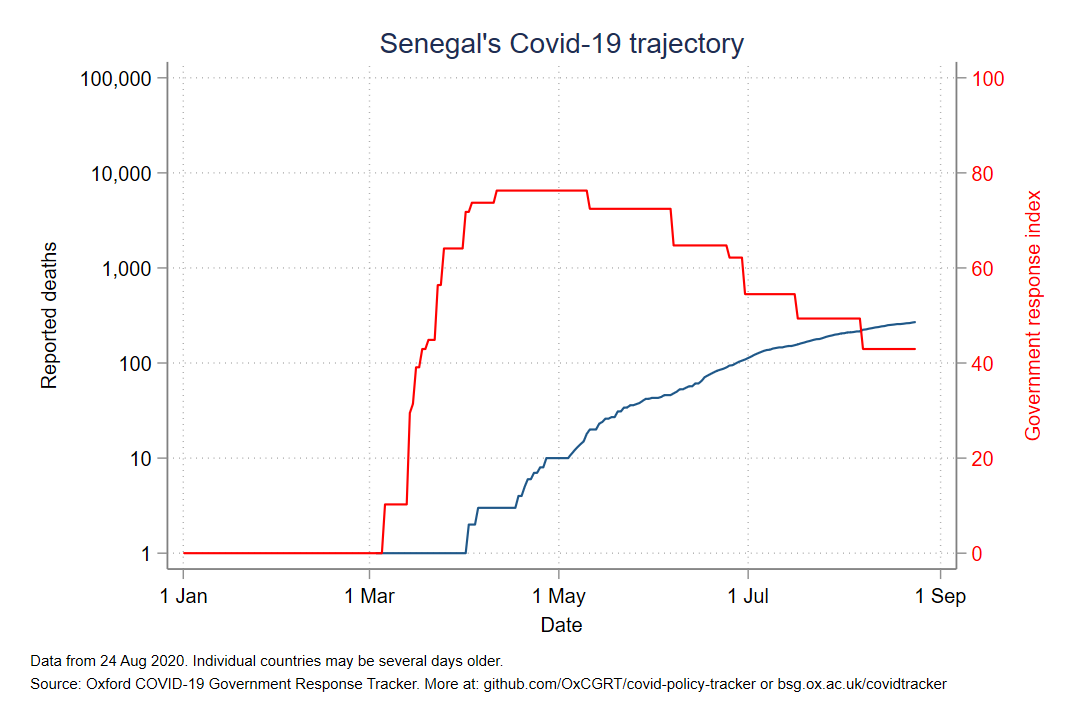 Senegal's Covid-19 trajectory
100,000
10,000
1,000
100
10
1
Reported deaths
100
80
60
40
20
0
Government response index
1 Jan
1 Mar
1 May
1 Jul
1 Sep
Date
Data from 24 Aug 2020. Individual countries may be several days older.
Source: Oxford COVID-19 Government Response Tracker. More at: github.com/OxCGRT/covid-policy-tracker or bsg.ox.ac.uk/covidtracker